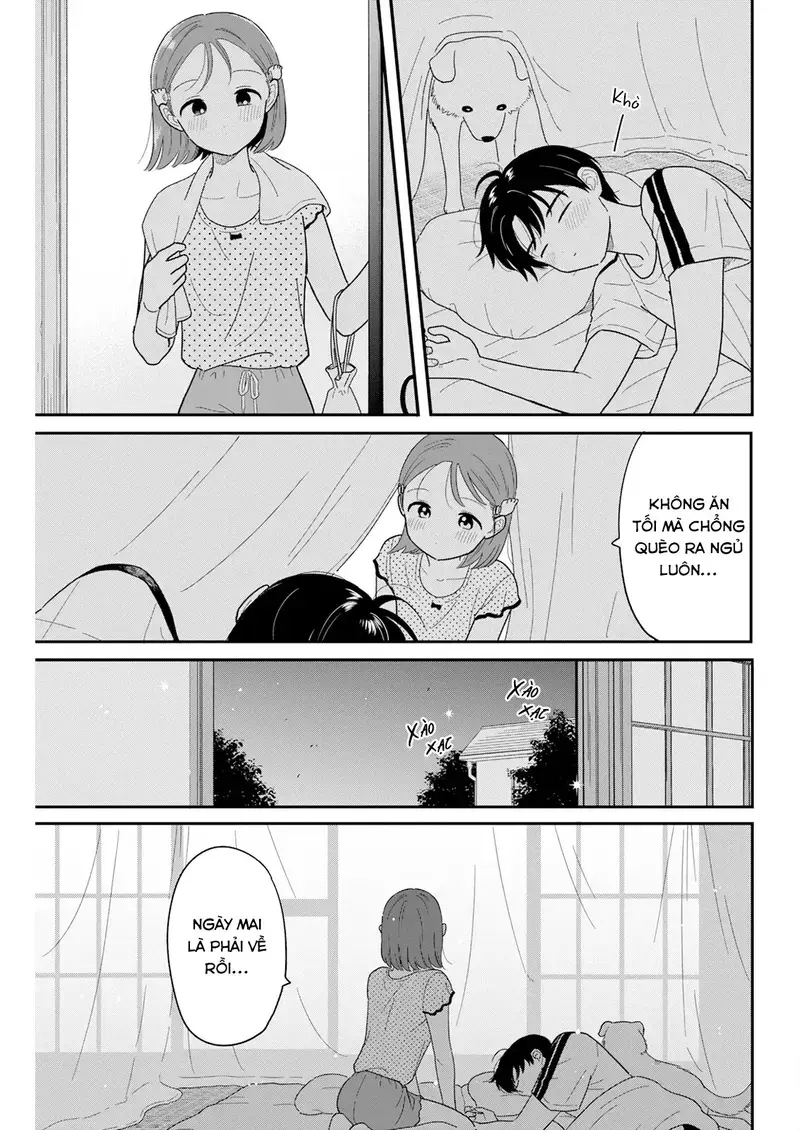 Khò
KHÔNG ĂN
TỐI MÀ CHỔNG
QUÈO RA NGỦ
LUÔN...
XÀO
XẠC
XÀO
XẠC
NGÀY MAI
LÀ PHẢI VỀ
RỒI...